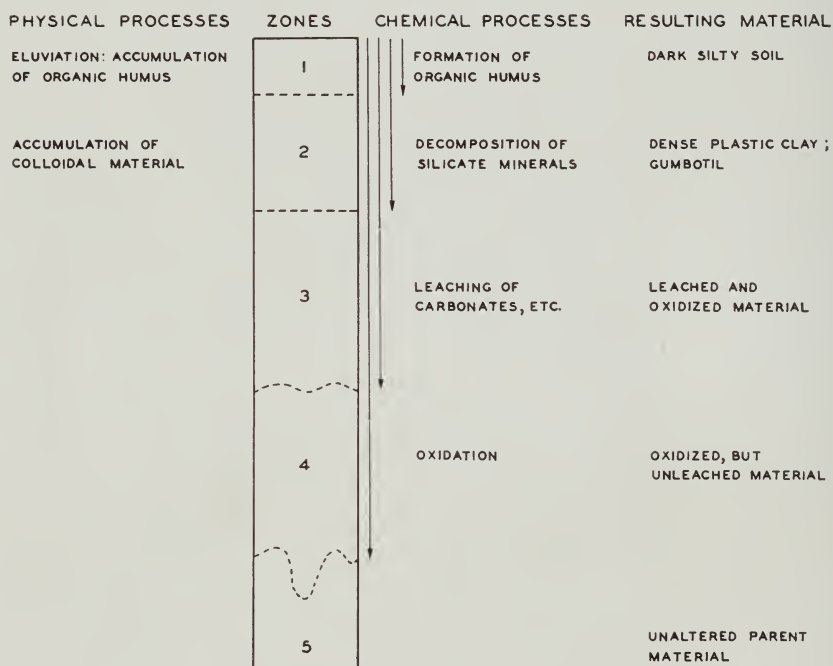 PHYSICAL PROCESSES ZONES CHEMICAL PROCESSES RESULTING MATERIAL
ELUVIATION: ACCUMULATION
OF ORGANIC HUMUS
1
FORMATION OF
ORGANIC HUMUS
DARK SILTY SOIL
ACCUMULATION OF
COLLOIDAL MATERIAL
2
DECOMPOSITION OF
SILICATE MINERALS
DENSE PLASTIC CLAY;
GUMBOTIL
3
LEACHING OF
CARBONATES, ETC.
LEACHED AND
OXIDIZED MATERIAL
4
OXIDATION
OXIDIZED, BUT
UNLEACHED MATERIAL
5
UNALTERED PARENT
MATERIAL